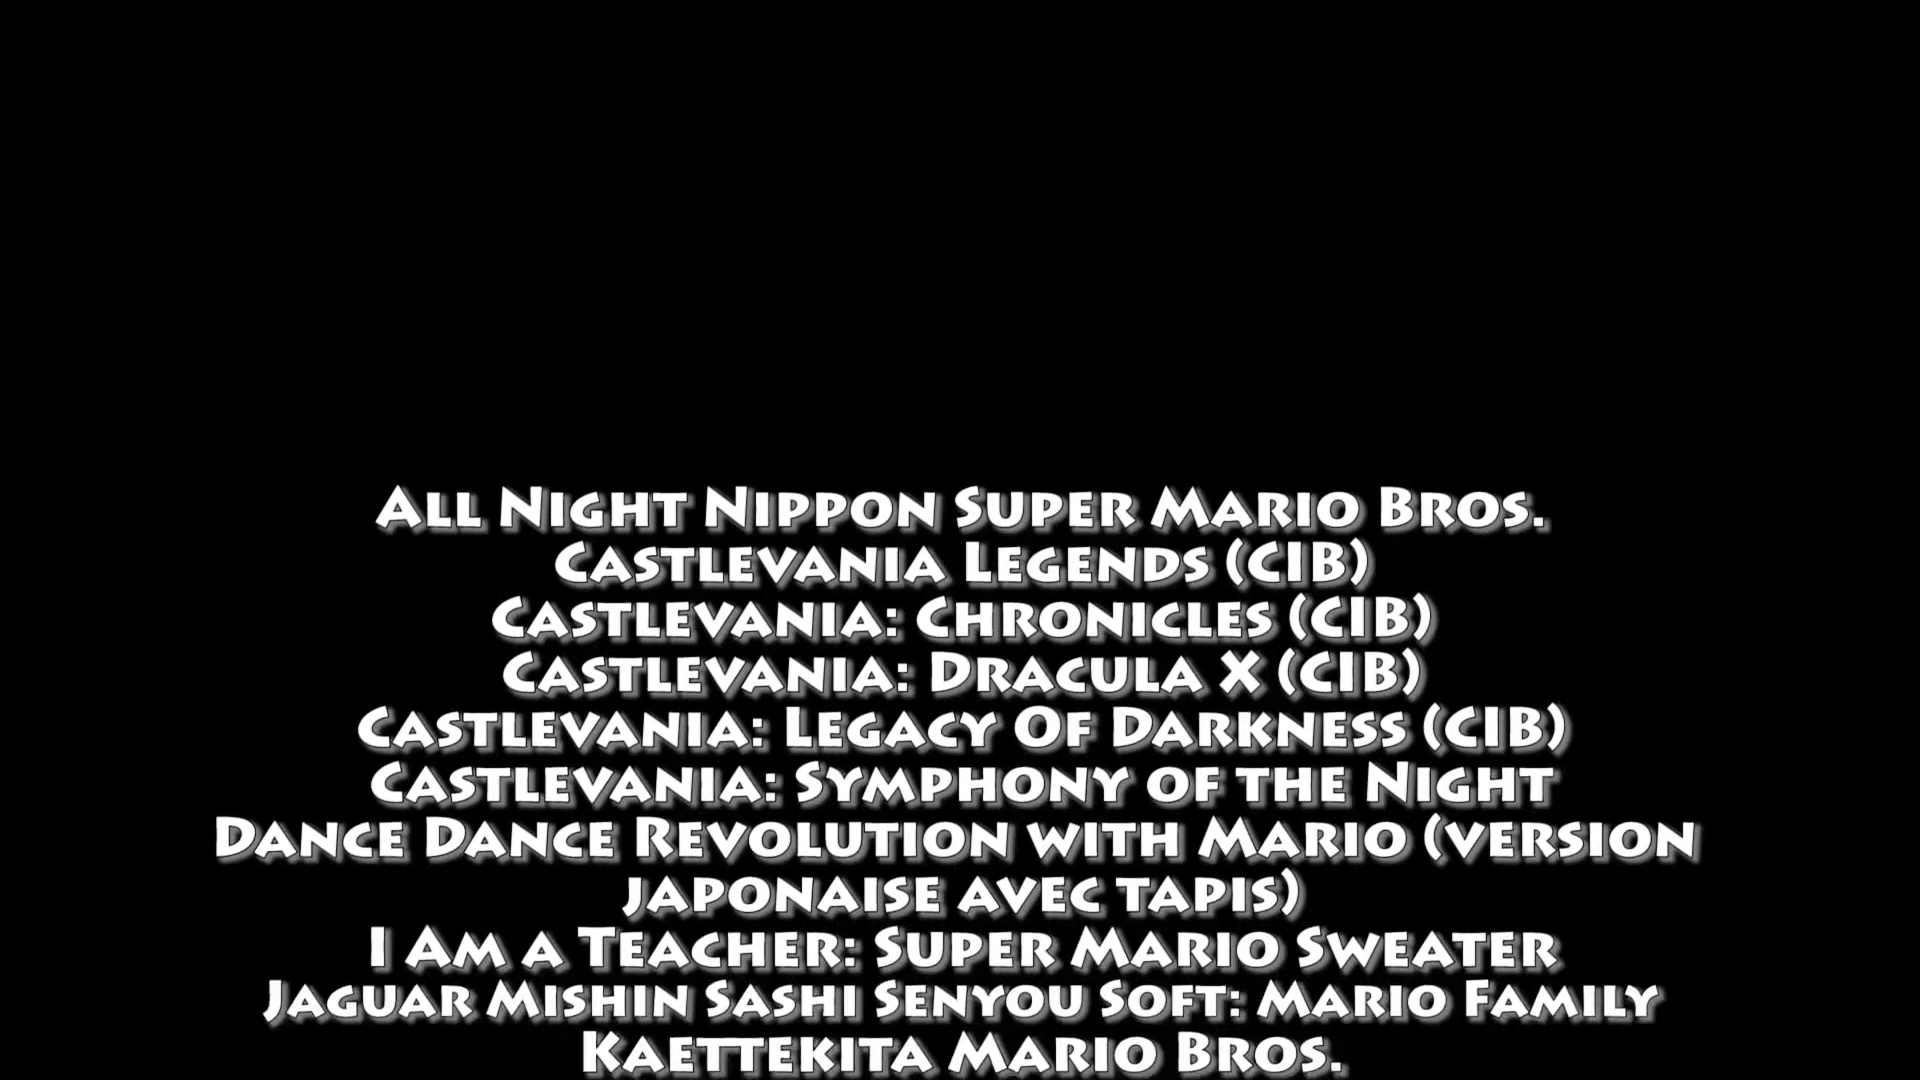 All Night Nippon Super Mario Bros.
Castlevania Legends (CIB)
Castlevania: Chronicles (CIB)
Castlevania: Dracula X (CIB)
Castlevania: Legacy Of Darkness (CIB)
Castlevania: Symphony of the Night
Dance Dance Revolution with Mario (version
japonaise avec tapis)
I Am a Teacher: Super Mario Sweater
Jaguar Mishin Sashi Senyou Soft: Mario Family
Kaettekita Mario Bros.